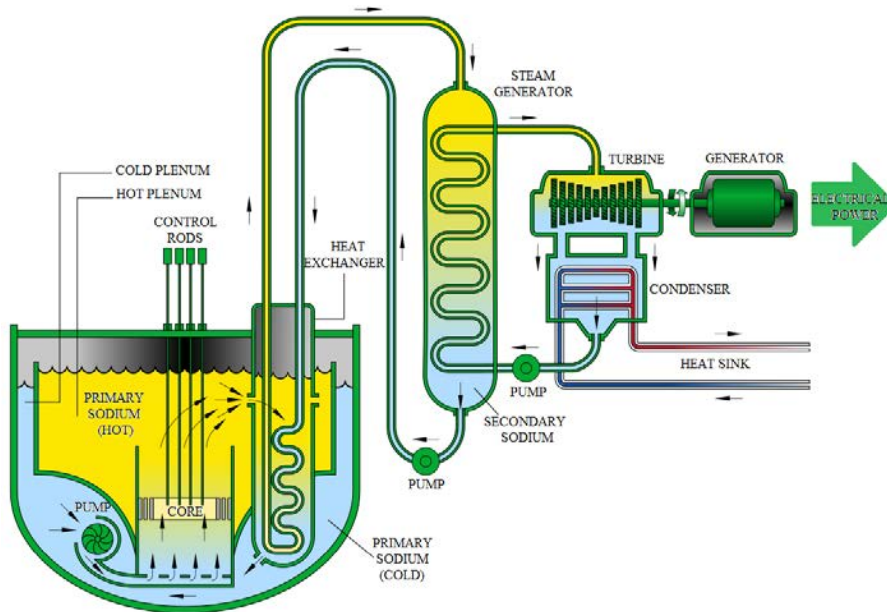 STEAM
GENERATOR
TURBINE
GENERATOR
COLD PLENUM
HOT PLENUM
CONTROL
RODS
ELECTRICAL
POWER
HEAT
EXCHANGER
CONDENSER
HEAT SINK
PUMP
PRIMARY
SODIUM
(HOT)
SECONDARY
SODIUM
PUMP
PUMP
CORE
PRIMARY
SODIUM
(COLD)